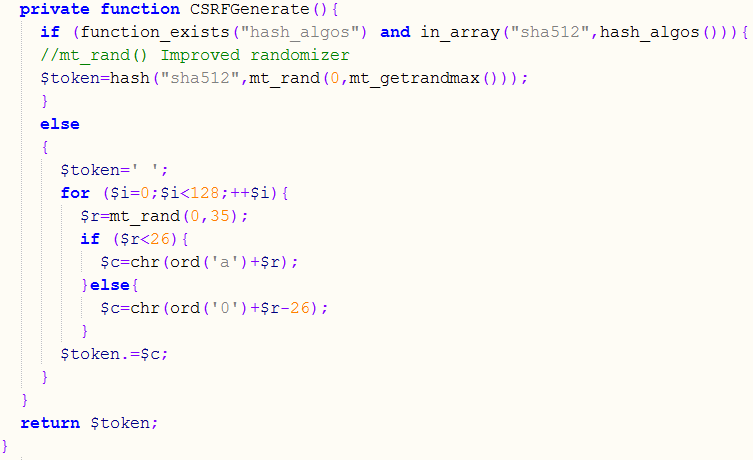 private function CSRFGenerate(){
if (function_exists("hash_algos") and in_array("sha512",hash_algos())){
//mt_rand() Improved randomizer
$token=hash("sha512",mt_rand(0,mt_getrandmax()));
}
else
{
$token=' ';
for ($i=0;$i<128;++$i){
$r=mt_rand(0,35);
if ($r<26){
$c=chr(ord('a')+$r);
}else{
$c=chr(ord('0')+$r-26);
}
$token.=$c;
}
}
return $token;
}